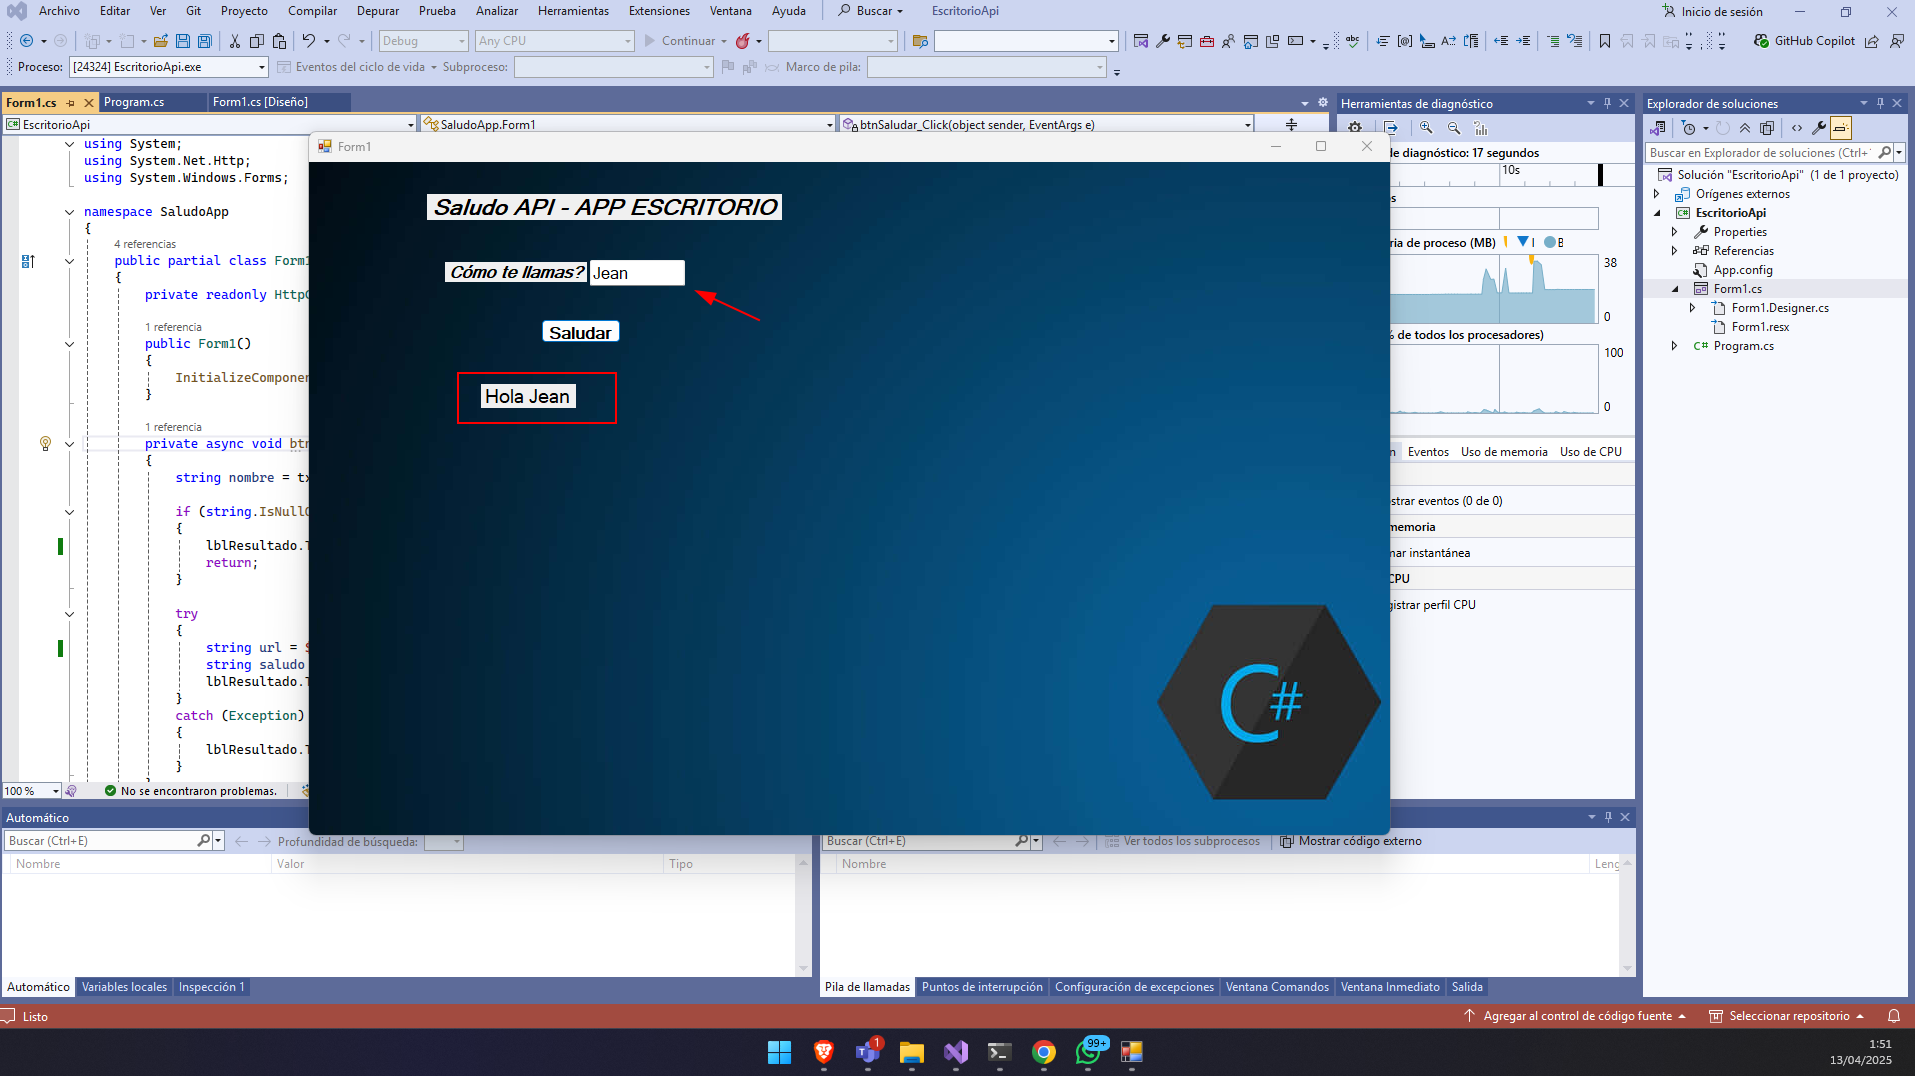 Archivo Editar Ver Git Proyecto Compilar Depurar Prueba Analizar Herramientas Extensiones Ventana Ayuda Buscar EscritorioApi Inicio de sesión
Debug Any CPU Continuar GitHub Copilot
Proceso: [24324] EscritorioApi.exe Eventos del ciclo de vida Subproceso: Marco de pila:
Form1.cs Program.cs Form1.cs [Diseño]
EscritorioApi SaludoApp.Form1 btnSaludar_Click(object sender, EventArgs e)
using System;
using System.Net.Http;
using System.Windows.Forms;
namespace SaludoApp
{
4 referencias
public partial class Form1
{
private readonly HttpC
1 referencia
public Form1()
{
InitializeComponen
}
1 referencia
private async void btn
{
string nombre = tx
if (string.IsNullO
{
lblResultado.T
return;
}
try
{
string url = $
string saludo
lblResultado.T
}
catch (Exception)
{
lblResultado.T
}
100 % No se encontraron problemas.
Form1
Saludo API - APP ESCRITORIO
Cómo te llamas? Jean
Saludar
Hola Jean
C#
Herramientas de diagnóstico
de diagnóstico: 17 segundos
10s
s
ria de proceso (MB) I B
38
0
% de todos los procesadores)
100
0
n Eventos Uso de memoria Uso de CPU
strar eventos (0 de 0)
memoria
nar instantánea
CPU
gistrar perfil CPU
Explorador de soluciones
Buscar en Explorador de soluciones (Ctrl+
Solución "EscritorioApi" (1 de 1 proyecto)
Orígenes externos
EscritorioApi
Properties
Referencias
App.config
Form1.cs
Form1.Designer.cs
Form1.resx
C# Program.cs
Automático
Buscar (Ctrl+E) Profundidad de búsqueda:
Nombre Valor Tipo
Automático Variables locales Inspección 1
Buscar (Ctrl+E) Ver todos los subprocesos Mostrar código externo
Nombre Leng
Pila de llamadas Puntos de interrupción Configuración de excepciones Ventana Comandos Ventana Inmediato Salida
Listo Agregar al control de código fuente Seleccionar repositorio
1 99+
1:51
13/04/2025